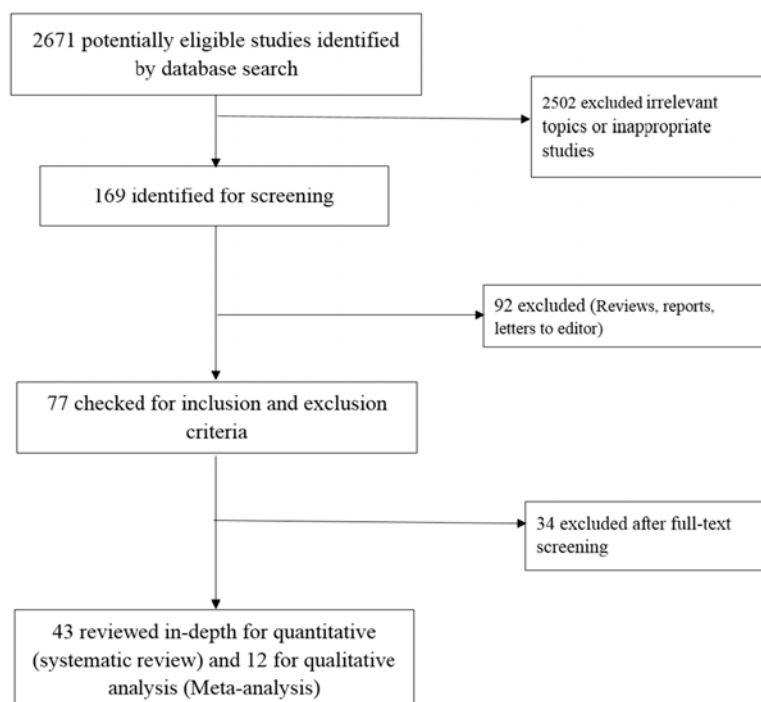 2671 potentially eligible studies identified
by database search
2502 excluded irrelevant
topics or inappropriate
studies
169 identified for screening
92 excluded (Reviews, reports,
letters to editor)
77 checked for inclusion and exclusion
criteria
34 excluded after full-text
screening
43 reviewed in-depth for quantitative
(systematic review) and 12 for qualitative
analysis (Meta-analysis)